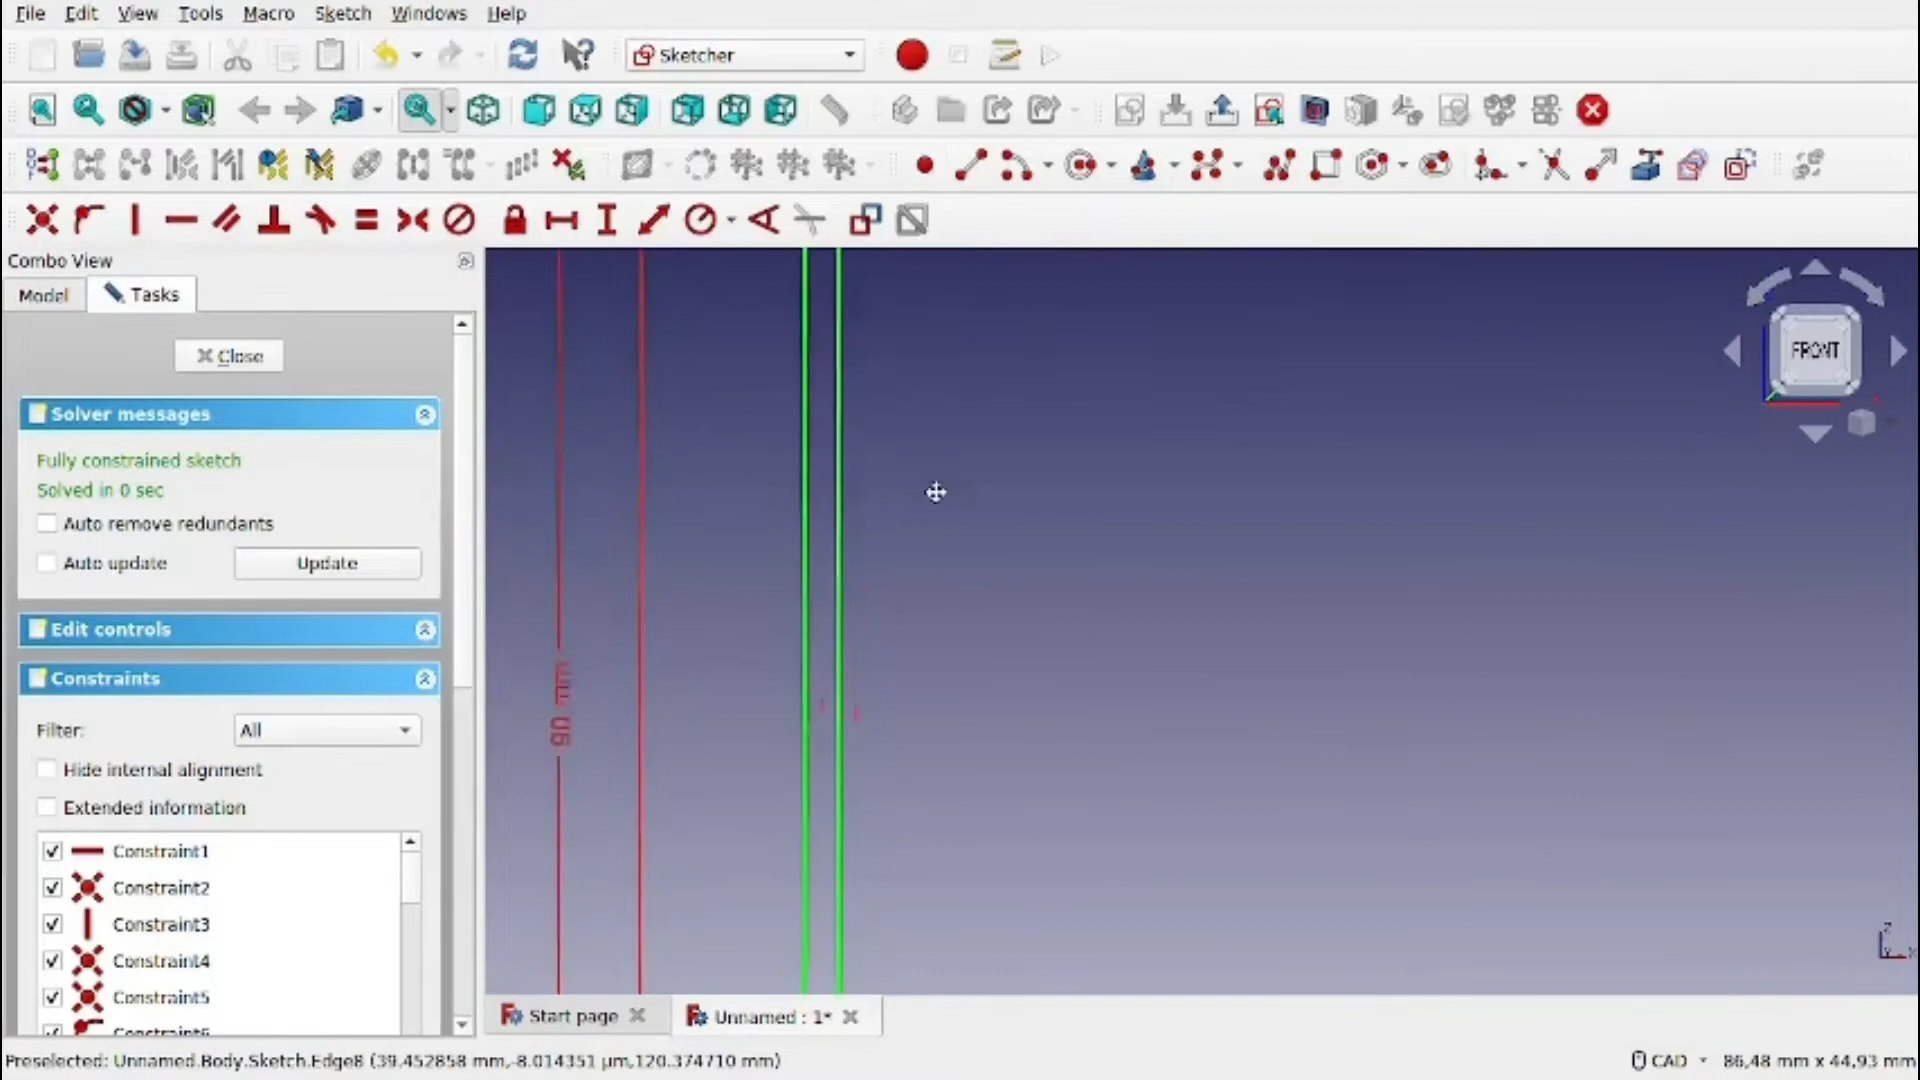 File Edit View Tools Macro Sketch Windows Help
Sketcher
Combo View
Model Tasks
Close
Solver messages
Fully constrained sketch
Solved in 0 sec
Auto remove redundants
Auto update Update
Edit controls
Constraints
Filter: All
Hide internal alignment
Extended information
Constraint1
Constraint2
Constraint3
Constraint4
Constraint5
Constraint6
90 mm
FRONT
Z
X
Start page Unnamed : 1*
Preselected: Unnamed.Body.Sketch.Edge8 (39.452858 mm,-8.014351 µm,120.374710 mm) CAD 86,48 mm x 44,93 mm